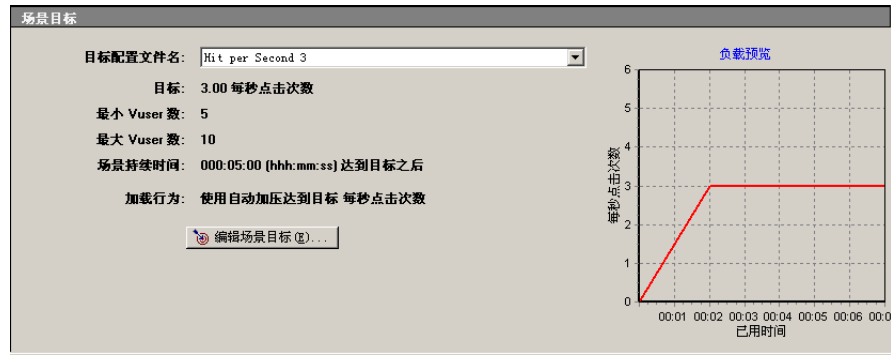 场景目标
目标配置文件名: Hit per Second 3
目标: 3.00 每秒点击次数
最小 Vuser 数: 5
最大 Vuser 数: 10
场景持续时间: 000:05:00 (hhh:mm:ss) 达到目标之后
加载行为: 使用自动加压达到目标 每秒点击次数
编辑场景目标(E)...
负载预览
每秒点击次数
6
5
4
3
2
1
0
00:01 00:02 00:03 00:04 00:05 00:06 00:0
已用时间